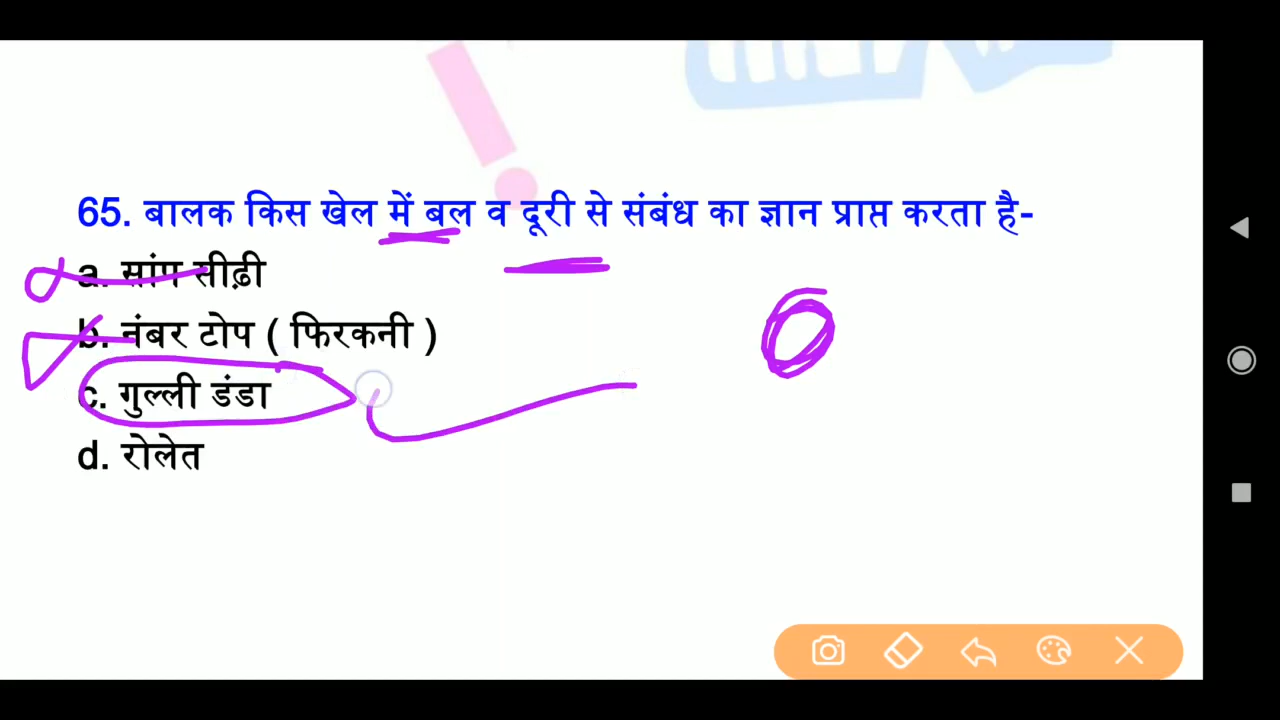 65. बालक किस खेल में बल व दूरी से संबंध का ज्ञान प्राप्त करता है-
a. सांप सीढ़ी
b. नंबर टोप ( फिरकनी )
c. गुल्ली डंडा
d. रोलेत